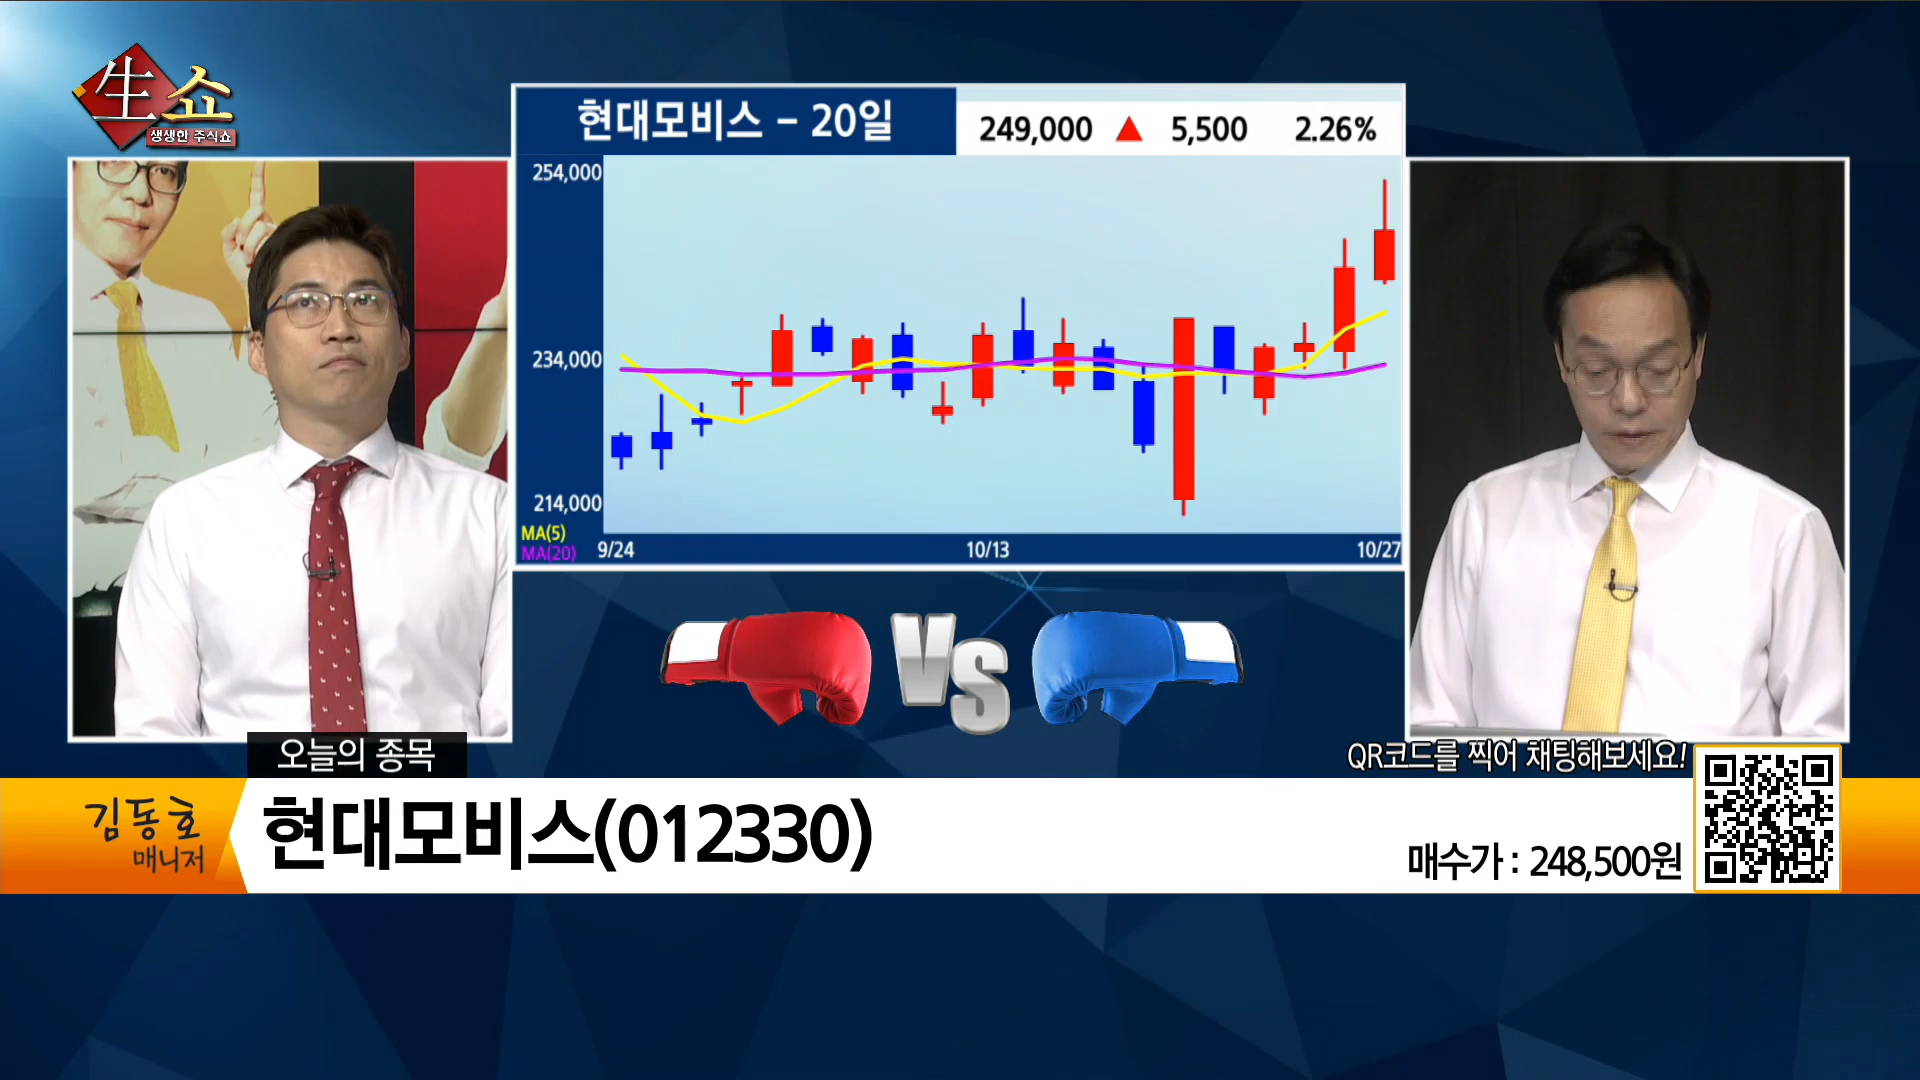 生쇼
생생한 주식쇼
현대모비스 - 20일
249,000 ▲ 5,500 2.26%
254,000
234,000
214,000
MA(5)
MA(20)
9/24 10/13 10/27
VS
오늘의 종목
QR코드를 찍어 채팅해보세요!
김동호
매니저
현대모비스(012330)
매수가 : 248,500원